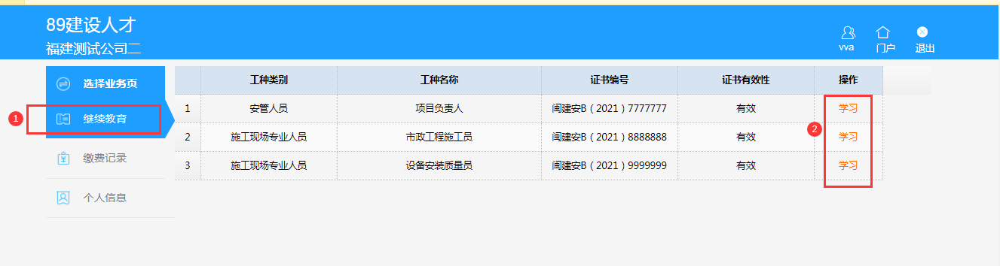 89建设人才
福建测试公司二
vva 门户 退出
选择业务页
继续教育
缴费记录
个人信息
工种类别 工种名称 证书编号 证书有效性 操作
1 安管人员 项目负责人 闽建安B（2021）7777777 有效 学习
2 施工现场专业人员 市政工程施工员 闽建安B（2021）8888888 有效 学习
3 施工现场专业人员 设备安装质量员 闽建安B（2021）9999999 有效 学习
1
2